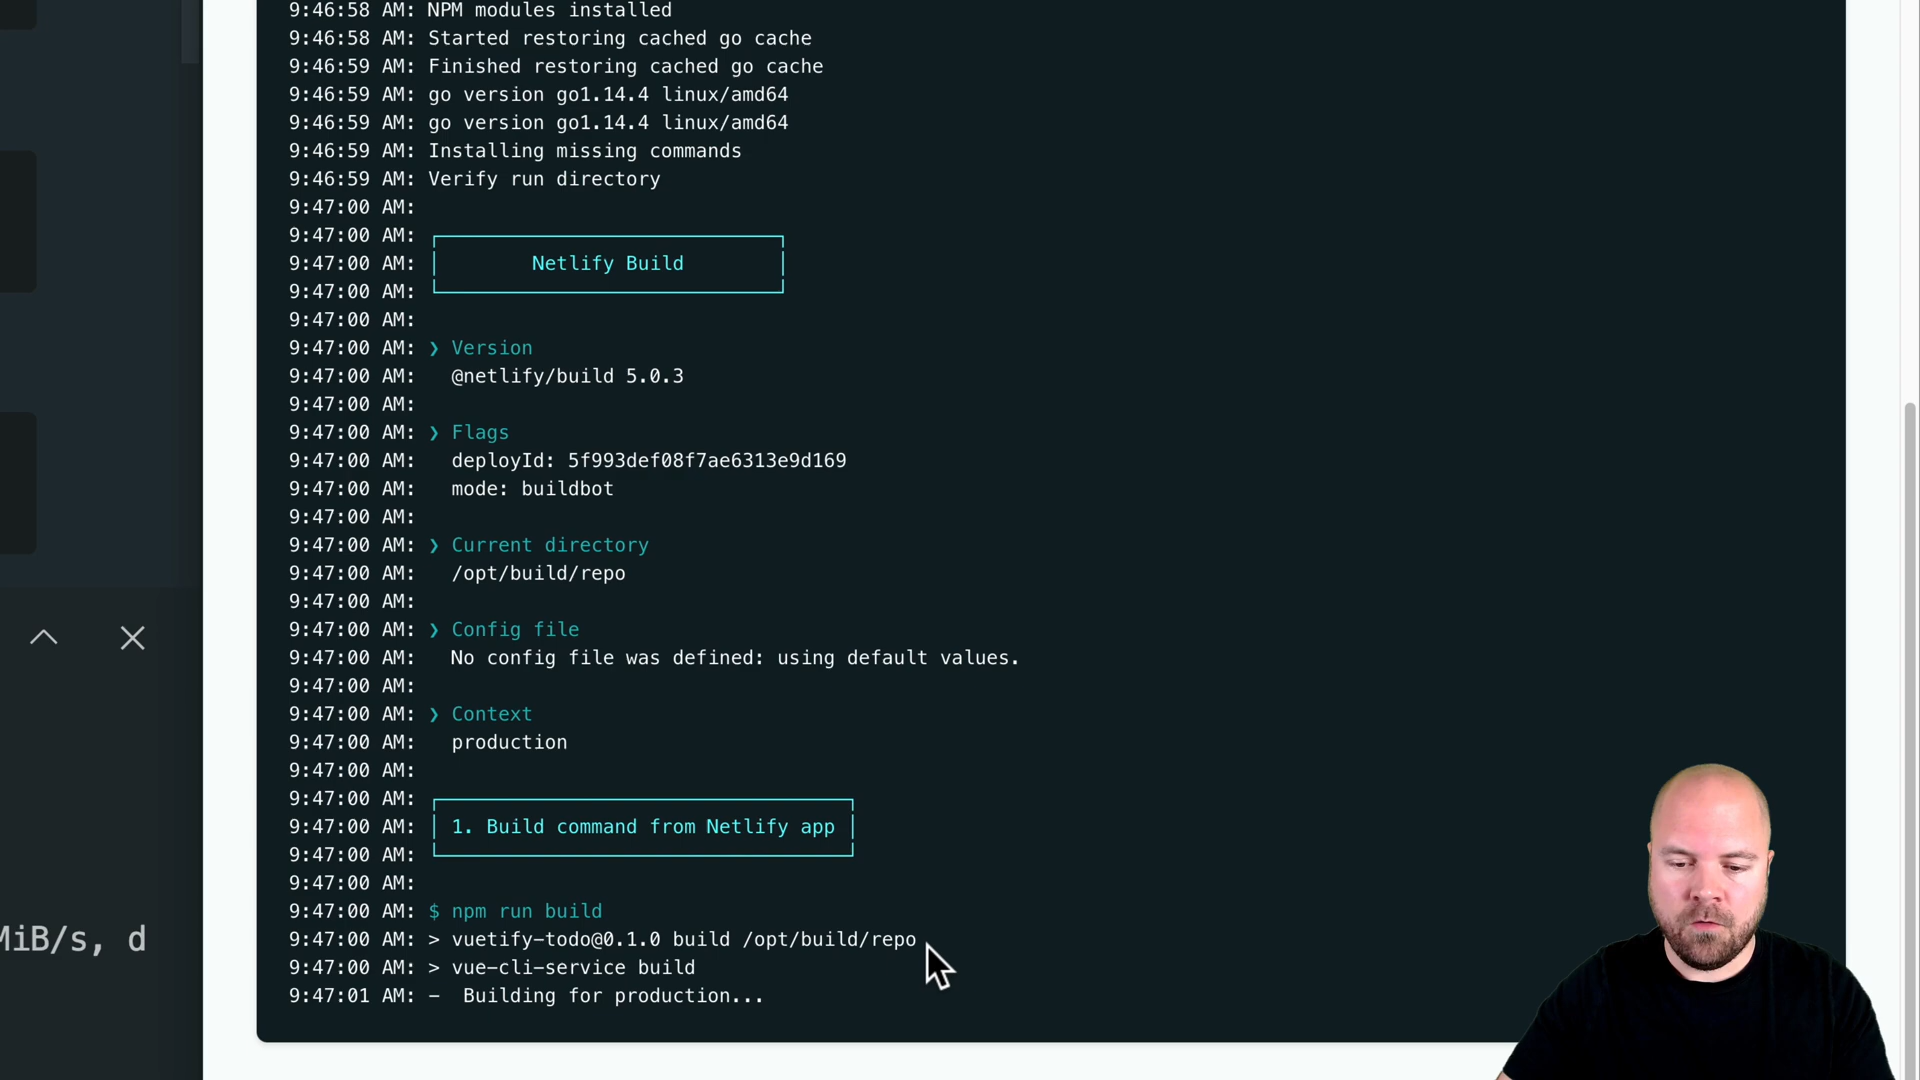 9:46:58 AM: NPM modules installed
9:46:58 AM: Started restoring cached go cache
9:46:59 AM: Finished restoring cached go cache
9:46:59 AM: go version go1.14.4 linux/amd64
9:46:59 AM: go version go1.14.4 linux/amd64
9:46:59 AM: Installing missing commands
9:46:59 AM: Verify run directory
9:47:00 AM:
9:47:00 AM:
9:47:00 AM: Netlify Build
9:47:00 AM:
9:47:00 AM:
9:47:00 AM: ❯ Version
9:47:00 AM: @netlify/build 5.0.3
9:47:00 AM:
9:47:00 AM: ❯ Flags
9:47:00 AM: deployId: 5f993def08f7ae6313e9d169
9:47:00 AM: mode: buildbot
9:47:00 AM:
9:47:00 AM: ❯ Current directory
9:47:00 AM: /opt/build/repo
9:47:00 AM:
9:47:00 AM: ❯ Config file
9:47:00 AM: No config file was defined: using default values.
9:47:00 AM:
9:47:00 AM: ❯ Context
9:47:00 AM: production
9:47:00 AM:
9:47:00 AM:
9:47:00 AM: 1. Build command from Netlify app
9:47:00 AM:
9:47:00 AM:
9:47:00 AM: $ npm run build
9:47:00 AM: > vuetify-todo@0.1.0 build /opt/build/repo
9:47:00 AM: > vue-cli-service build
9:47:01 AM: - Building for production...
MiB/s, d